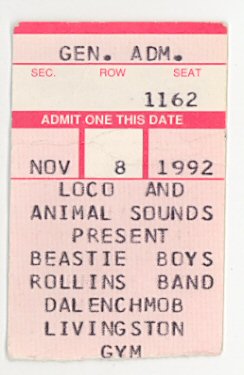 GEN. ADM.
SEC. ROW SEAT
1162
ADMIT ONE THIS DATE
NOV 8 1992
LOCO AND
ANIMAL SOUNDS
PRESENT
BEASTIE BOYS
ROLLINS BAND
DALENCHMOB
LIVINGSTON
GYM